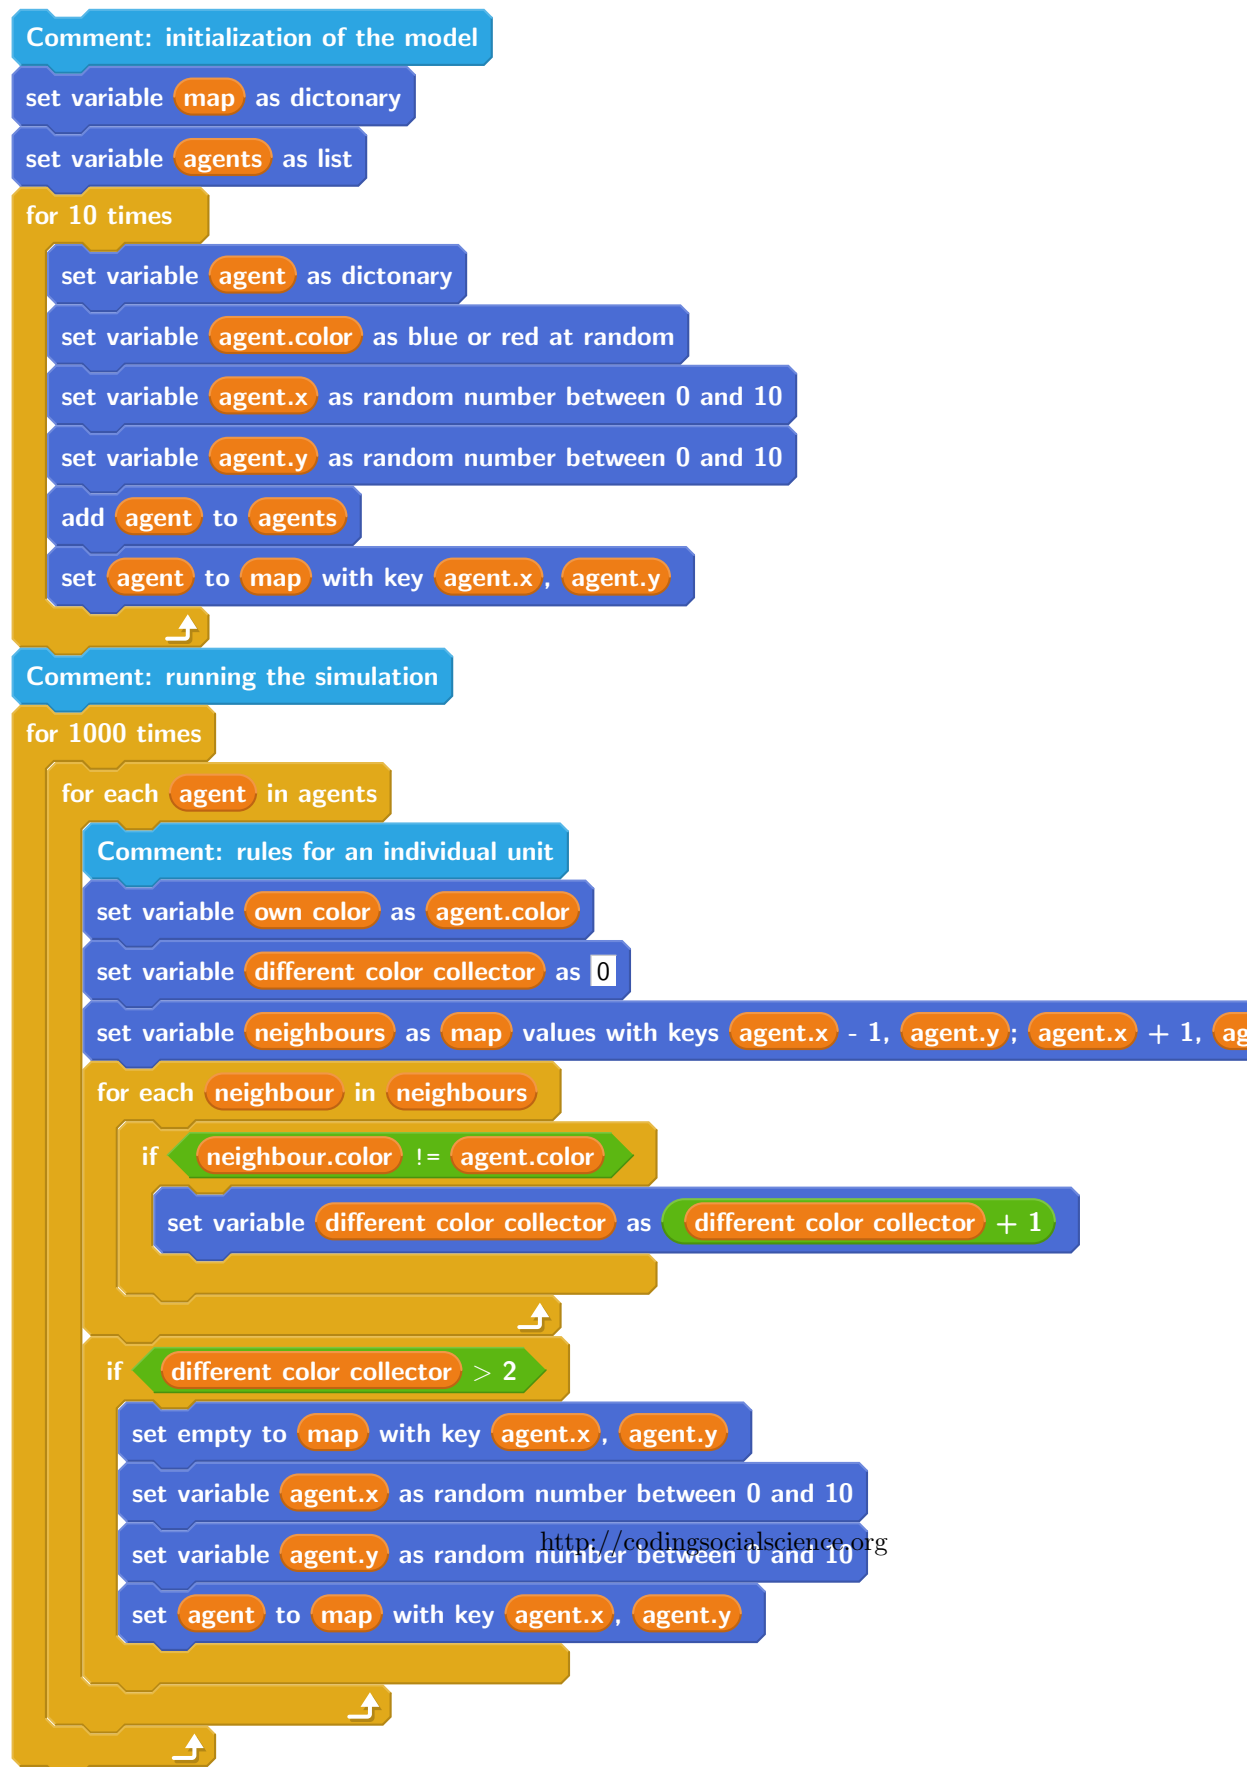 Comment: initialization of the model
set variable map as dictonary
set variable agents as list
for 10 times
set variable agent as dictonary
set variable agent.color as blue or red at random
set variable agent.x as random number between 0 and 10
set variable agent.y as random number between 0 and 10
add agent to agents
set agent to map with key agent.x, agent.y
Comment: running the simulation
for 1000 times
for each agent in agents
Comment: rules for an individual unit
set variable own color as agent.color
set variable different color collector as 0
set variable neighbours as map values with keys agent.x - 1, agent.y; agent.x + 1,
for each neighbour in neighbours
if neighbour.color != agent.color
set variable different color collector as different color collector + 1
if different color collector > 2
set empty to map with key agent.x, agent.y
set variable agent.x as random number between 0 and 10
set variable agent.y as random number between 0 and 10
http://codingsocialscience.org
set agent to map with key agent.x, agent.y